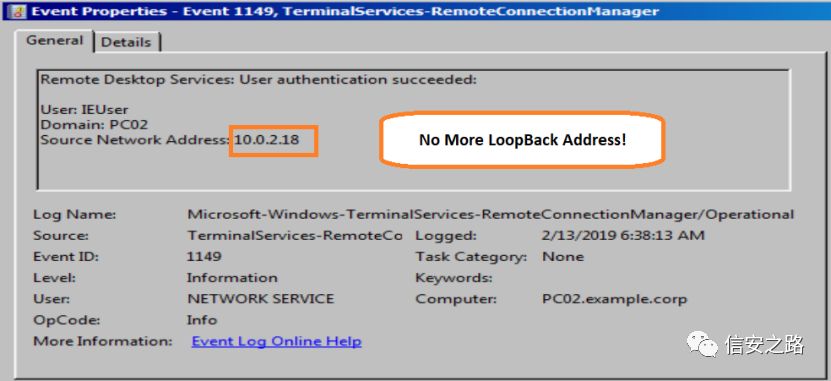 Event Properties - Event 1149, TerminalServices-RemoteConnectionManager
General Details
Remote Desktop Services: User authentication succeeded:
User: IEUser
Domain: PC02
Source Network Address: 10.0.2.18
No More LoopBack Address!
Log Name: Microsoft-Windows-TerminalServices-RemoteConnectionManager/Operational
Source: TerminalServices-RemoteCo Logged: 2/13/2019 6:38:13 AM
Event ID: 1149 Task Category: None
Level: Information Keywords:
User: NETWORK SERVICE Computer: PC02.example.corp
OpCode: Info
More Information: Event Log Online Help
信安之路